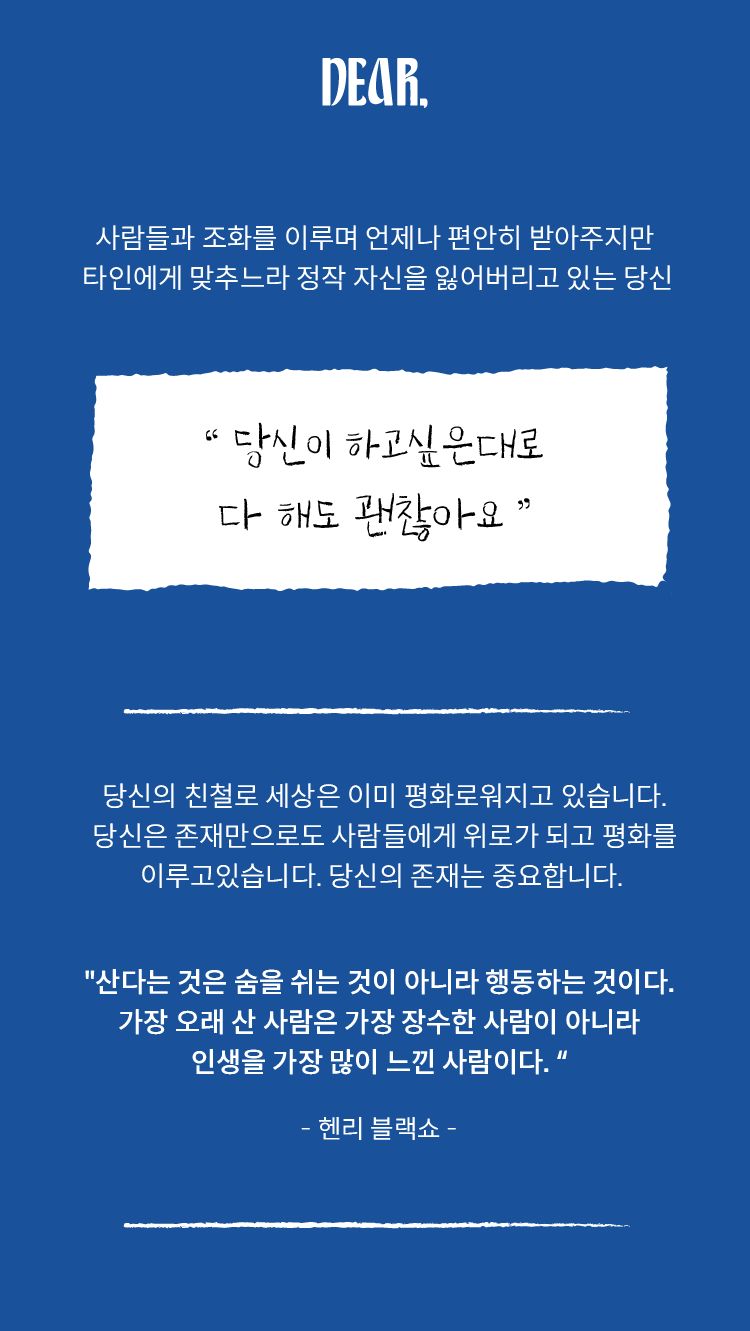 DEAR,
사람들과 조화를 이루며 언제나 편안히 받아주지만
타인에게 맞추느라 정작 자신을 잃어버리고 있는 당신
“ 당신이 하고싶은대로
다 해도 괜찮아요 ”
당신의 친철로 세상은 이미 평화로워지고 있습니다.
당신은 존재만으로도 사람들에게 위로가 되고 평화를
이루고있습니다. 당신의 존재는 중요합니다.
"산다는 것은 숨을 쉬는 것이 아니라 행동하는 것이다.
가장 오래 산 사람은 가장 장수한 사람이 아니라
인생을 가장 많이 느낀 사람이다. “
- 헨리 블랙쇼 -